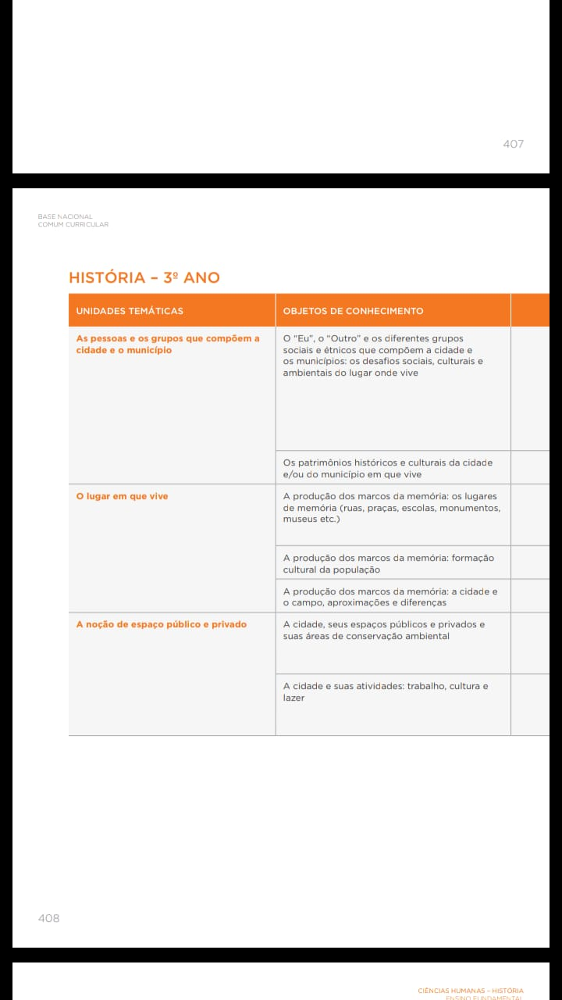 407
BASE NACIONAL
COMUM CURRICULAR
HISTÓRIA – 3º ANO
UNIDADES TEMÁTICAS
OBJETOS DE CONHECIMENTO
As pessoas e os grupos que compõem a
cidade e o município
O “Eu”, o “Outro” e os diferentes grupos
sociais e étnicos que compõem a cidade e
os municípios: os desafios sociais, culturais e
ambientais do lugar onde vive
Os patrimônios históricos e culturais da cidade
e/ou do município em que vive
O lugar em que vive
A produção dos marcos da memória: os lugares
de memória (ruas, praças, escolas, monumentos,
museus etc.)
A produção dos marcos da memória: formação
cultural da população
A produção dos marcos da memória: a cidade e
o campo, aproximações e diferenças
A noção de espaço público e privado
A cidade, seus espaços públicos e privados e
suas áreas de conservação ambiental
A cidade e suas atividades: trabalho, cultura e
lazer
408
CIÊNCIAS HUMANAS – HISTÓRIA
ENSINO FUNDAMENTAL